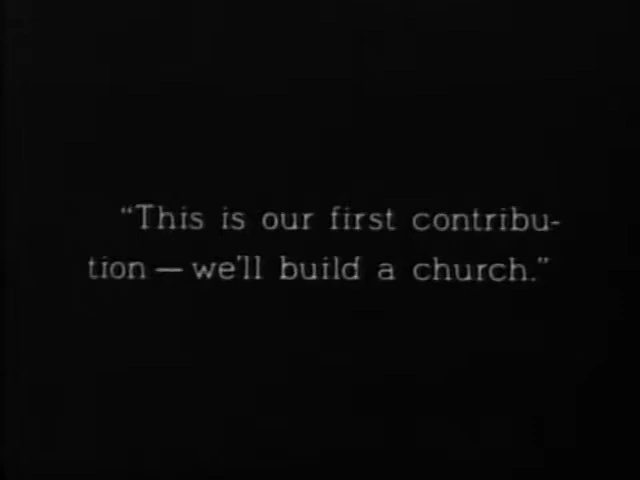 “This is our first contribu-
tion — we'll build a church.”